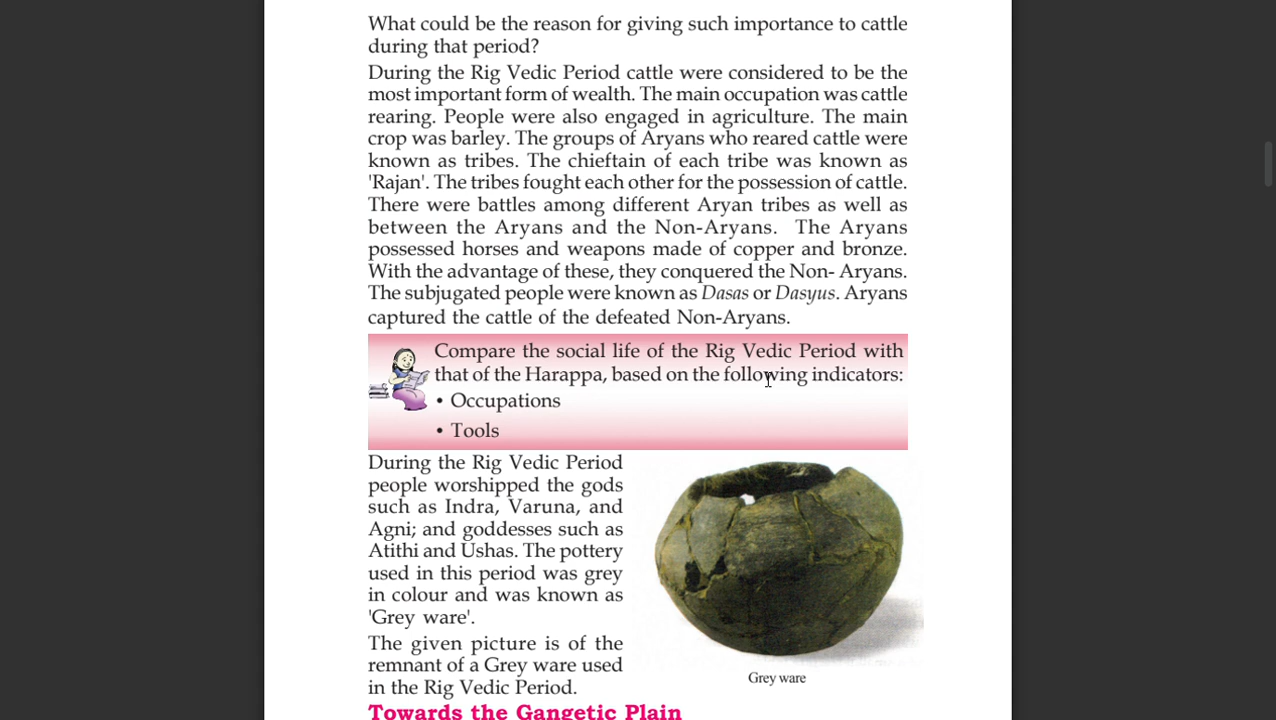 What could be the reason for giving such importance to cattle
during that period?
During the Rig Vedic Period cattle were considered to be the
most important form of wealth. The main occupation was cattle
rearing. People were also engaged in agriculture. The main
crop was barley. The groups of Aryans who reared cattle were
known as tribes. The chieftain of each tribe was known as
'Rajan'. The tribes fought each other for the possession of cattle.
There were battles among different Aryan tribes as well as
between the Aryans and the Non-Aryans. The Aryans
possessed horses and weapons made of copper and bronze.
With the advantage of these, they conquered the Non- Aryans.
The subjugated people were known as Dasas or Dasyus. Aryans
captured the cattle of the defeated Non-Aryans.
Compare the social life of the Rig Vedic Period with
that of the Harappa, based on the following indicators:
• Occupations
• Tools
During the Rig Vedic Period
people worshipped the gods
such as Indra, Varuna, and
Agni; and goddesses such as
Atithi and Ushas. The pottery
used in this period was grey
in colour and was known as
'Grey ware'.
The given picture is of the
remnant of a Grey ware used
in the Rig Vedic Period.
Grey ware
Towards the Gangetic Plain